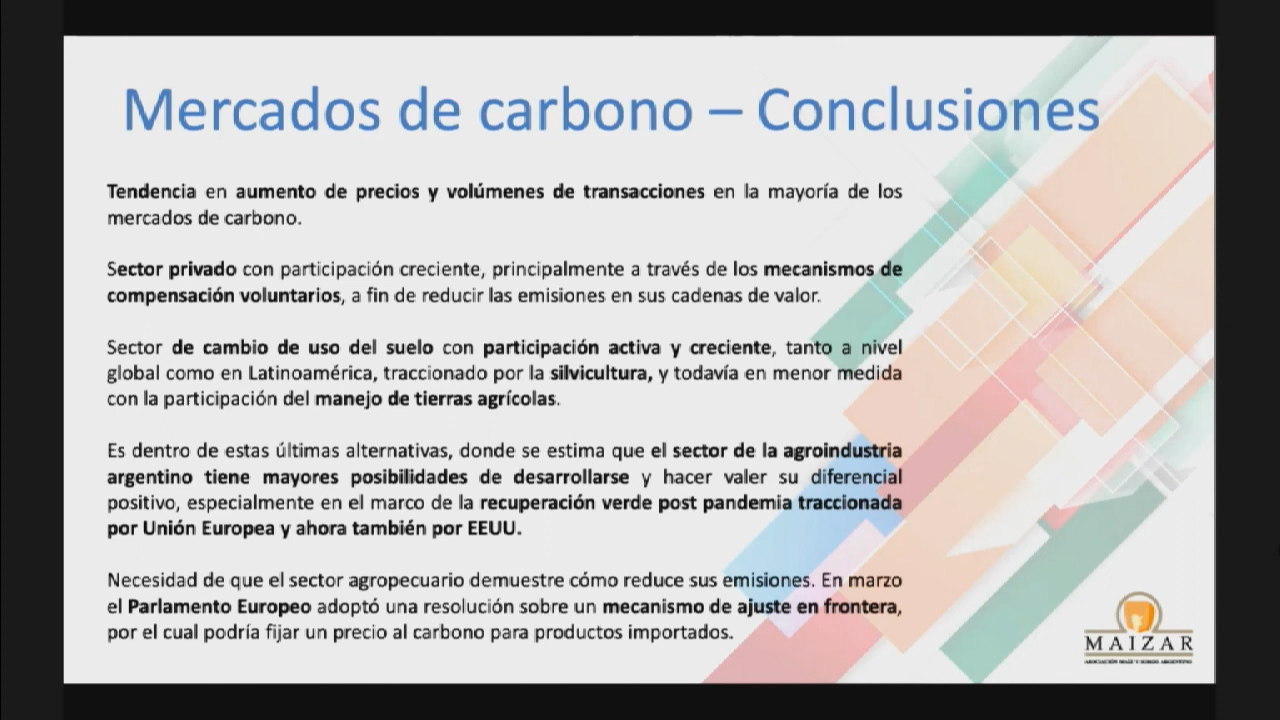 Mercados de carbono – Conclusiones
Tendencia en aumento de precios y volúmenes de transacciones en la mayoría de los
mercados de carbono.
Sector privado con participación creciente, principalmente a través de los mecanismos de
compensación voluntarios, a fin de reducir las emisiones en sus cadenas de valor.
Sector de cambio de uso del suelo con participación activa y creciente, tanto a nivel
global como en Latinoamérica, traccionado por la silvicultura, y todavía en menor medida
con la participación del manejo de tierras agrícolas.
Es dentro de estas últimas alternativas, donde se estima que el sector de la agroindustria
argentino tiene mayores posibilidades de desarrollarse y hacer valer su diferencial
positivo, especialmente en el marco de la recuperación verde post pandemia traccionada
por Unión Europea y ahora también por EEUU.
Necesidad de que el sector agropecuario demuestre cómo reduce sus emisiones. En marzo
el Parlamento Europeo adoptó una resolución sobre un mecanismo de ajuste en frontera,
por el cual podría fijar un precio al carbono para productos importados.
MAIZAR
ASOCIACIÓN MAÍZ Y SORGO ARGENTINO